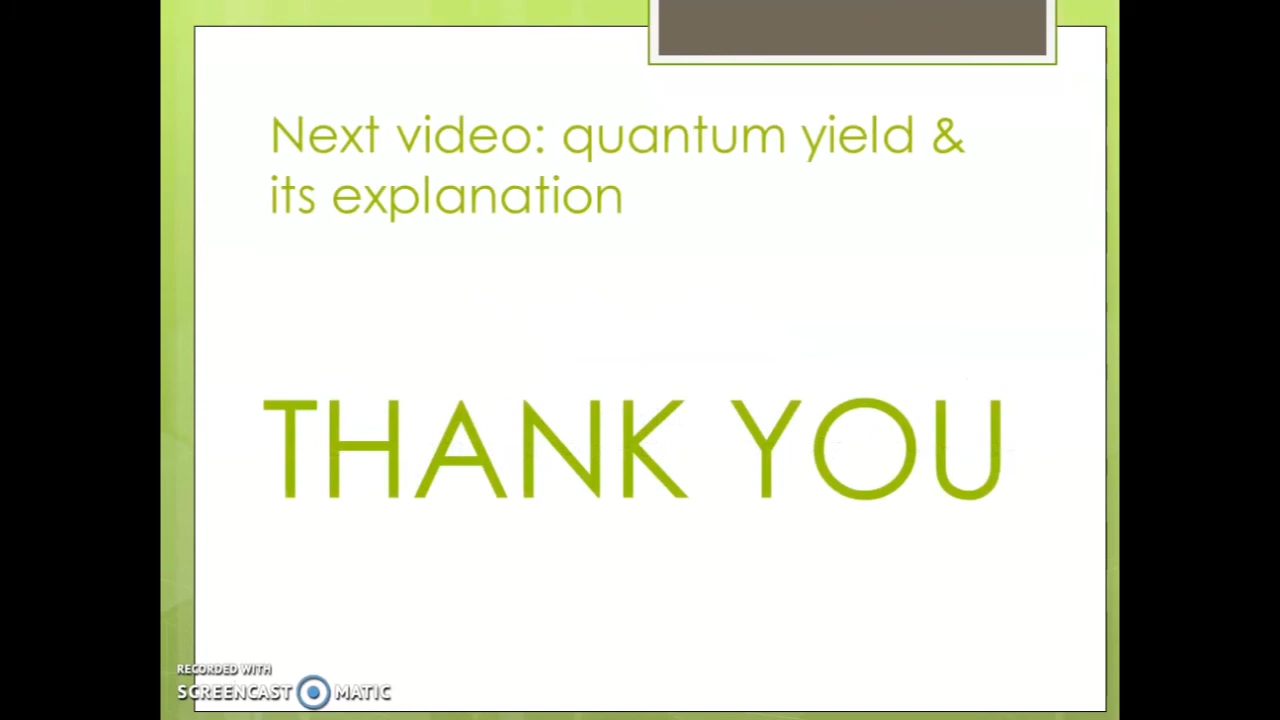 Next video: quantum yield &
its explanation
THANK YOU
RECORDED WITH
SCREENCAST MATIC